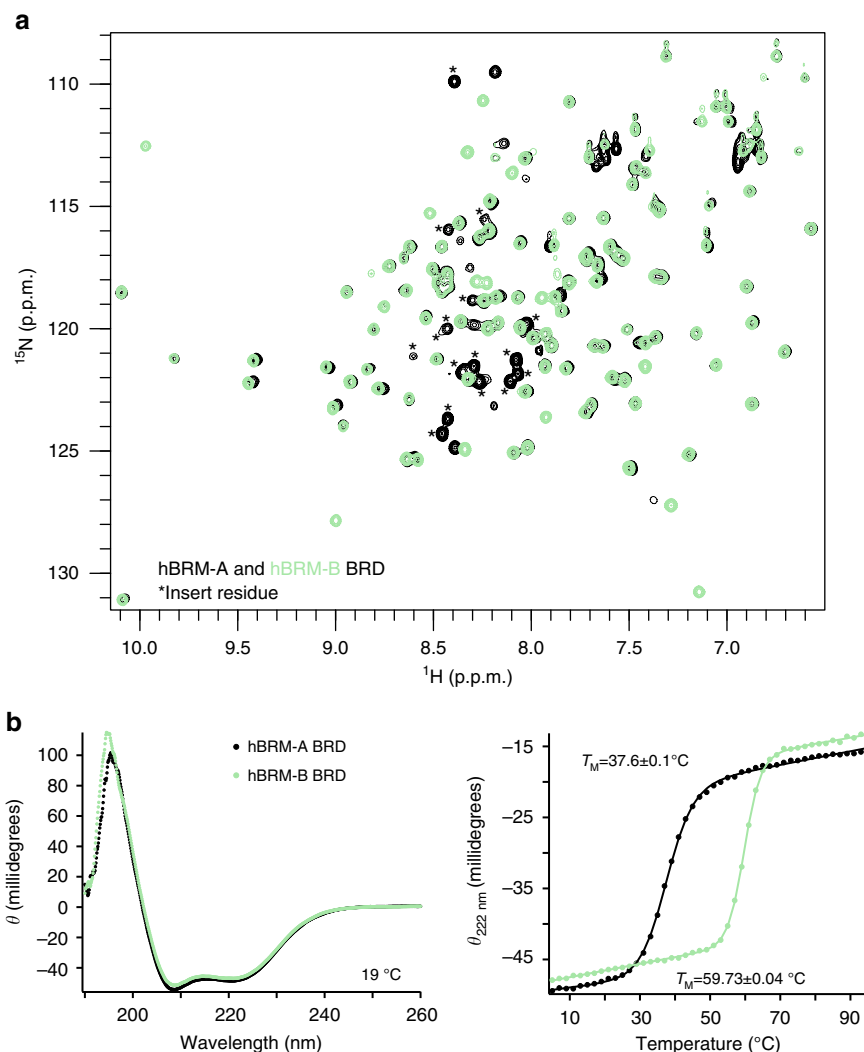 a
110
115
120
125
130
¹⁵N (p.p.m.)
hBRM-A and hBRM-B BRD
*Insert residue
10.0 9.5 9.0 8.5 8.0 7.5 7.0
¹H (p.p.m.)
b
100
80
60
40
20
0
−20
−40
θ (millidegrees)
hBRM-A BRD
hBRM-B BRD
19 °C
200 220 240 260
Wavelength (nm)
−15
−25
−35
−45
θ222 nm (millidegrees)
TM=37.6±0.1°C
TM=59.73±0.04 °C
10 30 50 70 90
Temperature (°C)